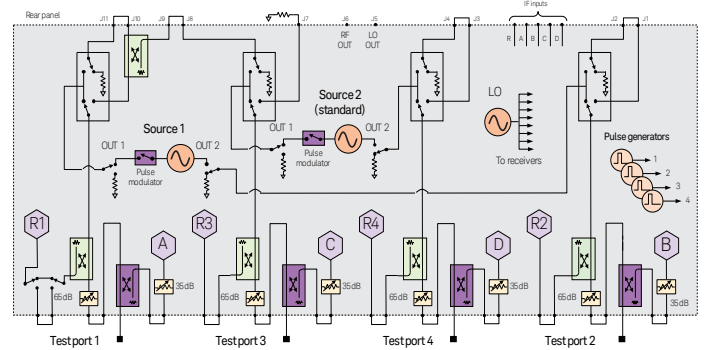 IF inputs
Rear panel
J11
J10
J9
J8
J7
J6
J5
J4
J3
J2
J1
RF
OUT
LO
OUT
R
A
B
C
D
Source 1
OUT 1
OUT 2
Pulse
modulator
Source 2
(standard)
OUT 1
OUT 2
Pulse
modulator
LO
To receivers
Pulse generators
1
2
3
4
R1
A
R3
C
R4
D
R2
B
65dB
35dB
65dB
35dB
65dB
35dB
65dB
35dB
Test port 1
Test port 3
Test port 4
Test port 2